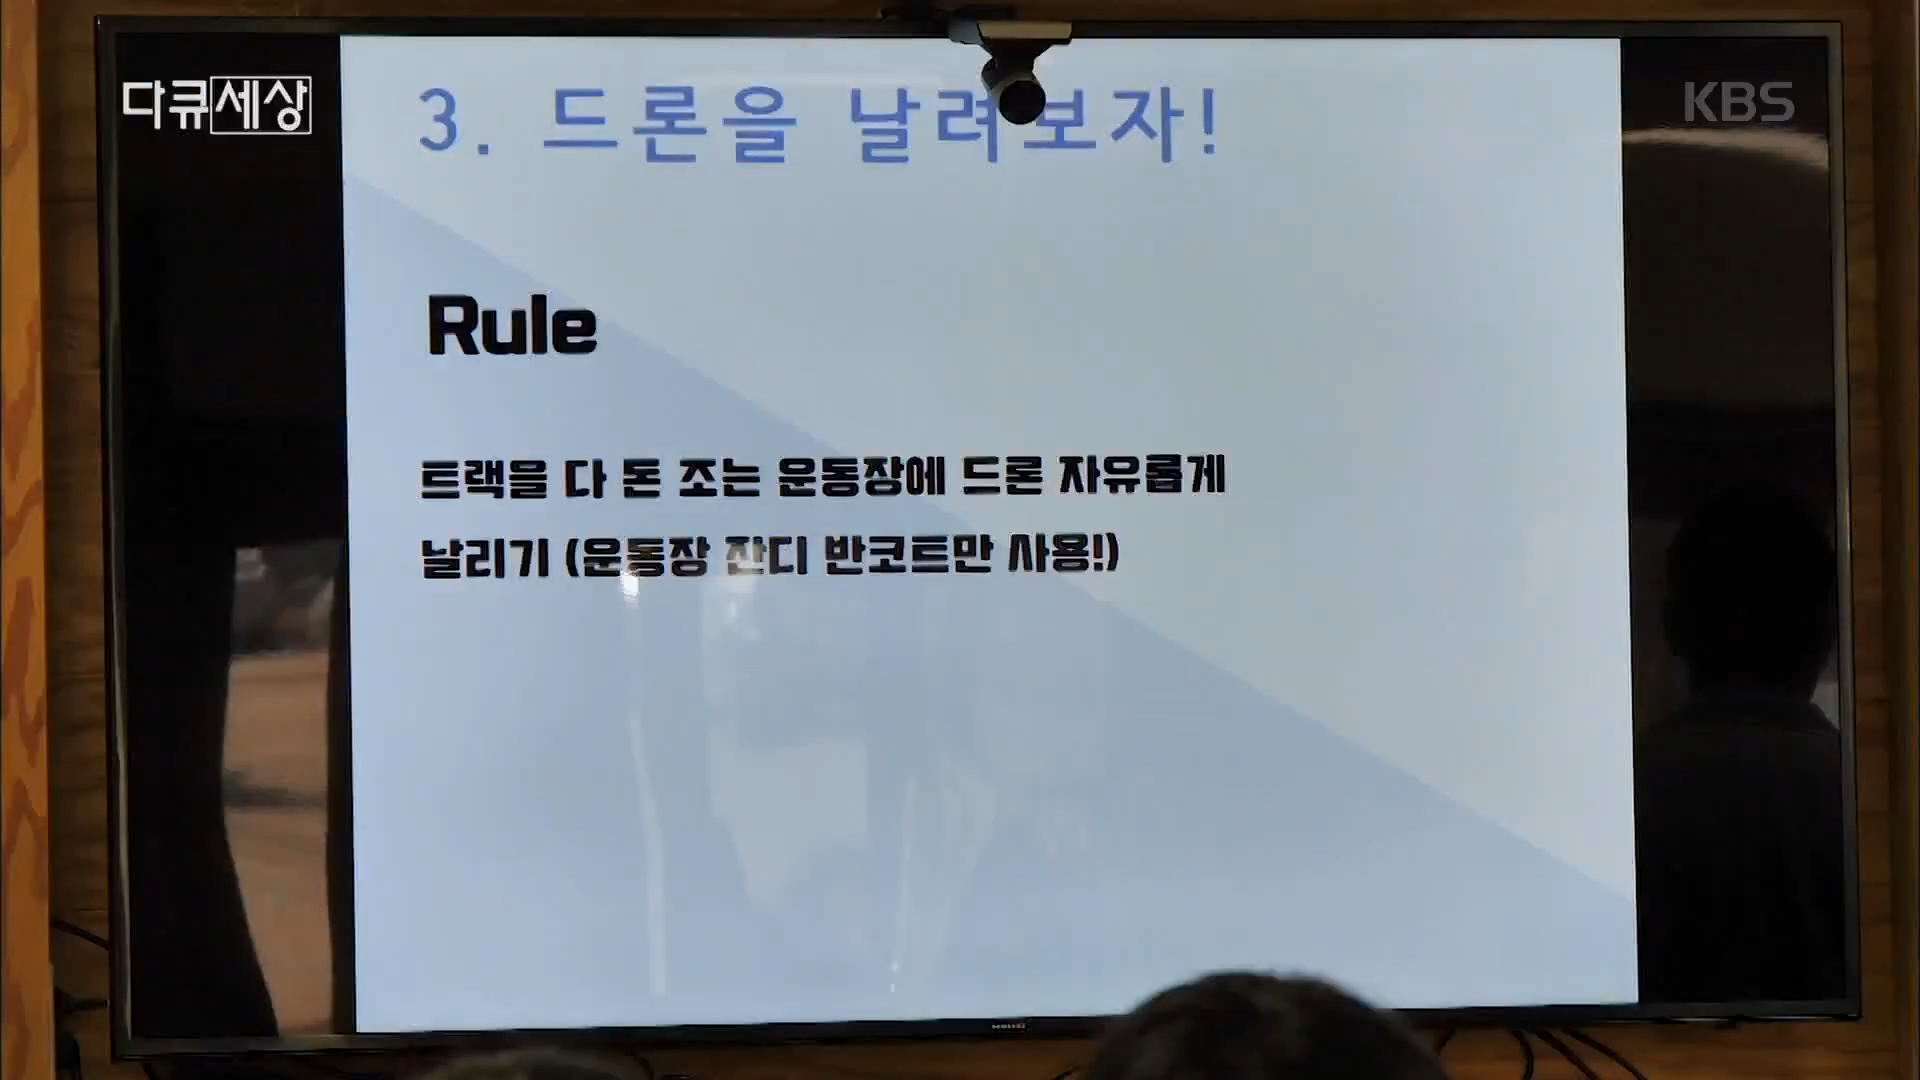 다큐세상
KBS
3. 드론을 날려보자!
Rule
트랙을 다 돈 조는 운동장에 드론 자유롭게
날리기 (운동장 잔디 반코트만 사용!)